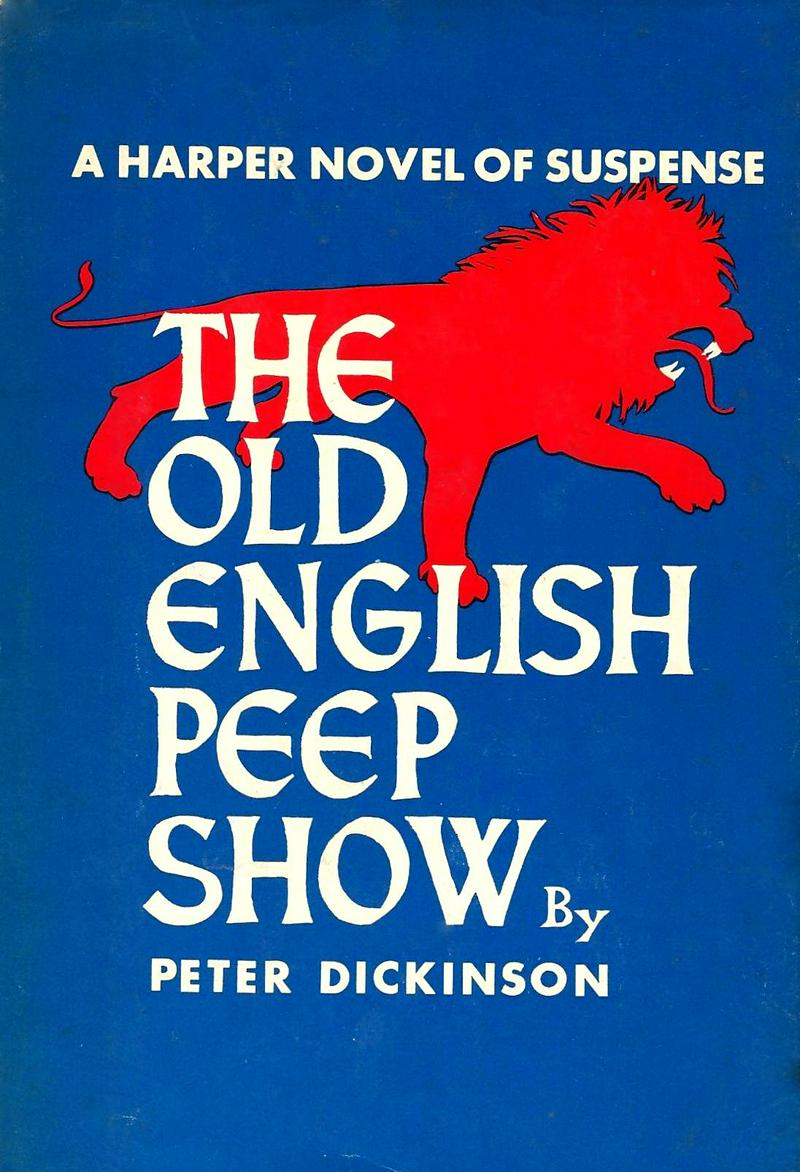 A HARPER NOVEL OF SUSPENSE
THE
OLD
ENGLISH
PEEP
SHOW By
PETER DICKINSON